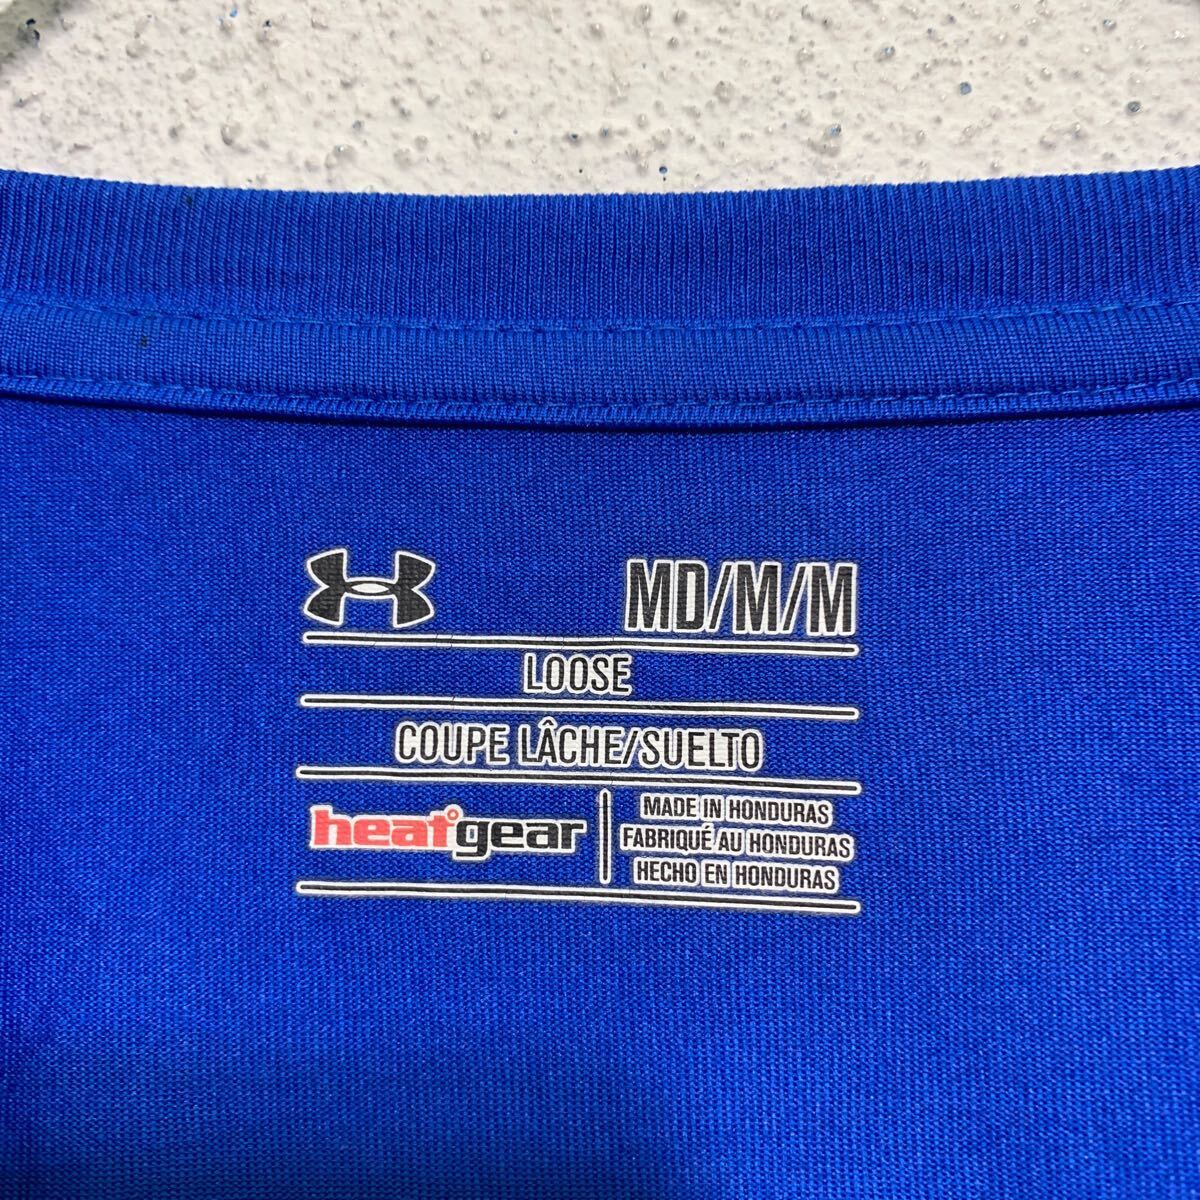 MD/M/M
LOOSE
COUPE LÂCHE/SUELTO
heatgear
MADE IN HONDURAS
FABRIQUÉ AU HONDURAS
HECHO EN HONDURAS